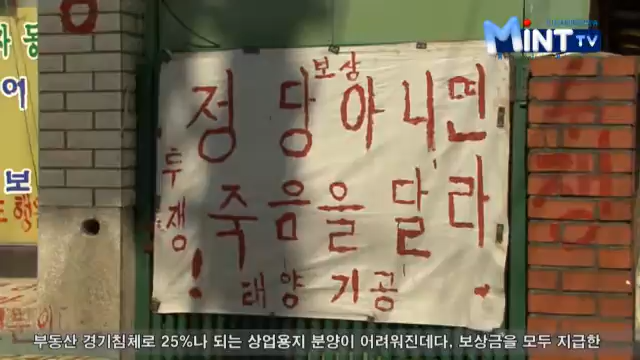 MiNT TV
보상
정당아니면
투쟁!
죽음을달라
태양기공!
투쟁
부동산 경기침체로 25%나 되는 상업용지 분양이 어려워진데다, 보상금을 모두 지급한